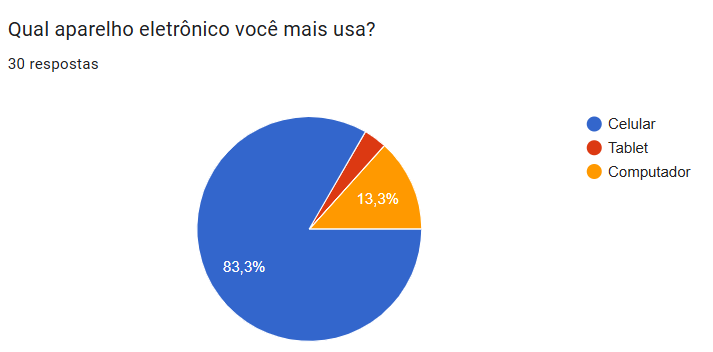 Qual aparelho eletrônico você mais usa?
30 respostas
Celular
Tablet
Computador
13,3%
83,3%